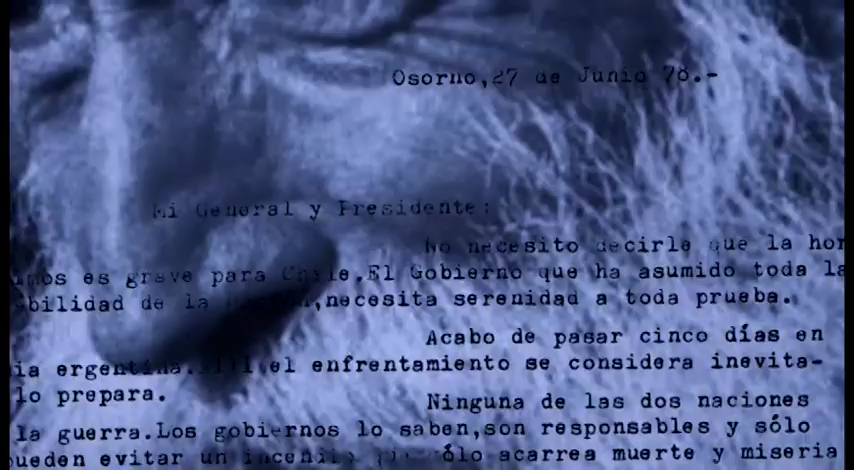 Osorno,27 de Junio 78.-
Mi General y Presidente:
No necesito decirle que la hor
imos es grave para Chile.El Gobierno que ha asumido toda la
bilidad de la ,necesita serenidad a toda prueba.
Acabo de pasar cinco días en
ia ergentina. el enfrentamiento se considera inevita-
lo prepara.
Ninguna de las dos naciones
la guerra.Los gobiernos lo saben,son responsables y sólo
ueden evitar un sólo acarrea muerte y miseria